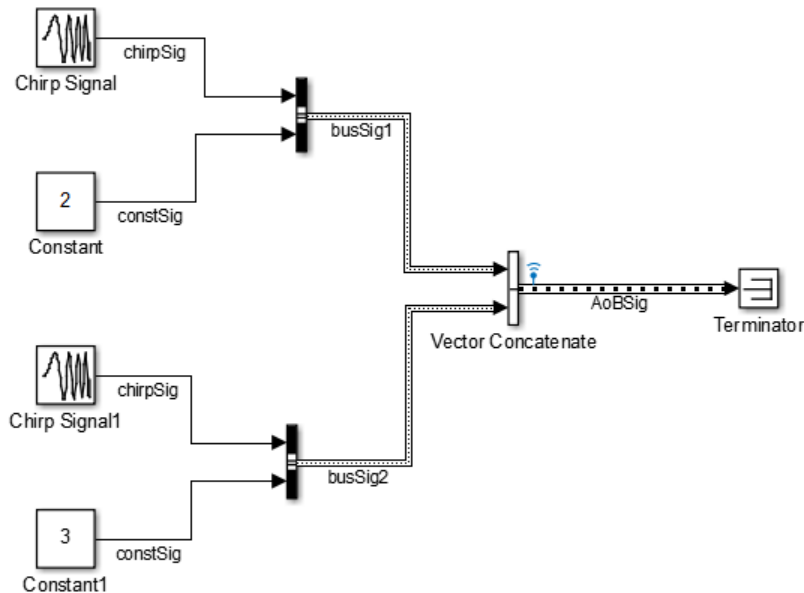 chirpSig
Chirp Signal
busSig1
2
constSig
Constant
AoBSig
Terminator
Vector Concatenate
chirpSig
Chirp Signal1
busSig2
3
constSig
Constant1